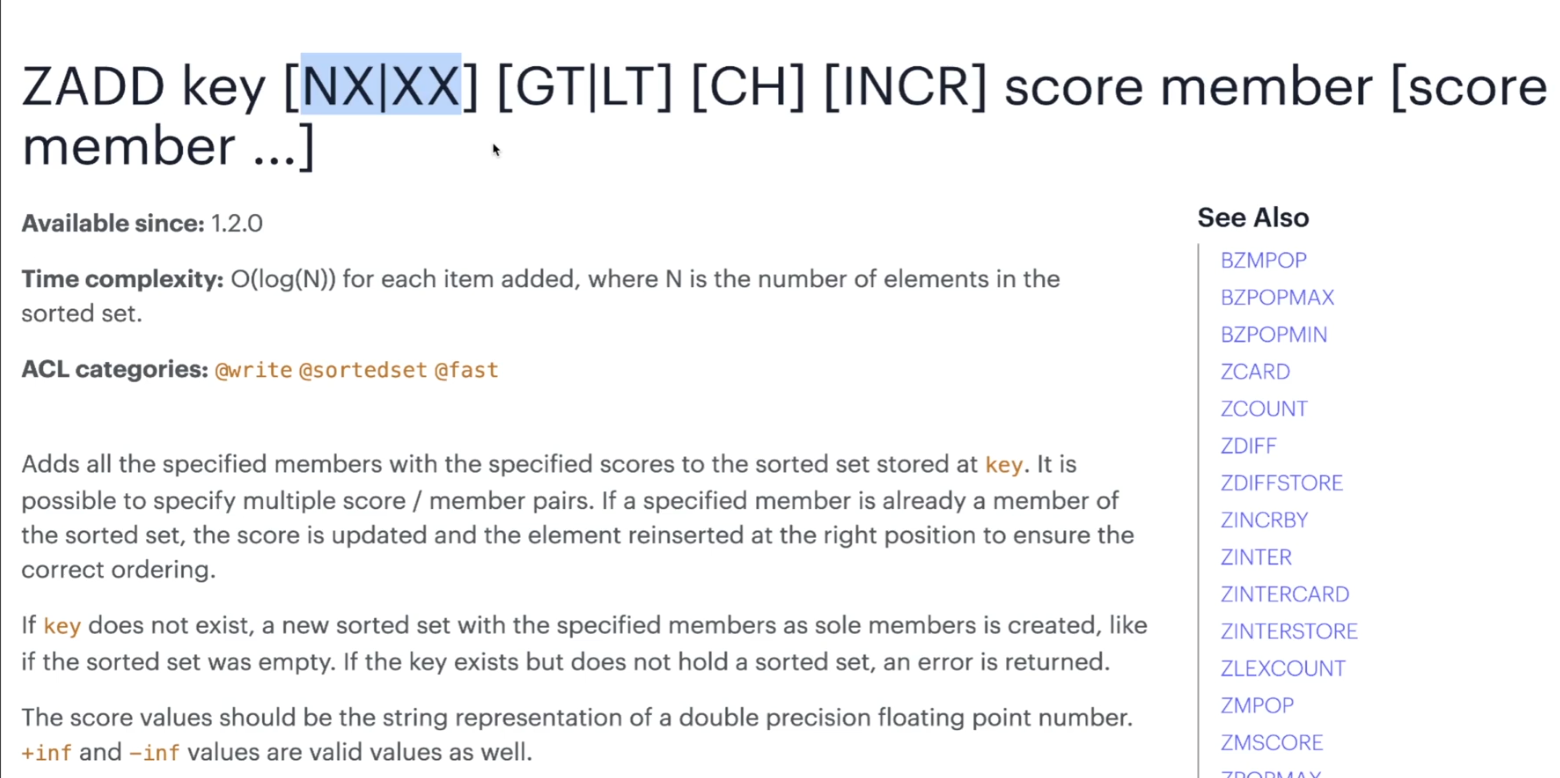 ZADD key [NX|XX] [GT|LT] [CH] [INCR] score member [score
member ...]
Available since: 1.2.0
Time complexity: O(log(N)) for each item added, where N is the number of elements in the
sorted set.
ACL categories: @write @sortedset @fast
Adds all the specified members with the specified scores to the sorted set stored at key. It is
possible to specify multiple score / member pairs. If a specified member is already a member of
the sorted set, the score is updated and the element reinserted at the right position to ensure the
correct ordering.
If key does not exist, a new sorted set with the specified members as sole members is created, like
if the sorted set was empty. If the key exists but does not hold a sorted set, an error is returned.
The score values should be the string representation of a double precision floating point number.
+inf and -inf values are valid values as well.
See Also
BZMPOP
BZPOPMAX
BZPOPMIN
ZCARD
ZCOUNT
ZDIFF
ZDIFFSTORE
ZINCRBY
ZINTER
ZINTERCARD
ZINTERSTORE
ZLEXCOUNT
ZMPOP
ZMSCORE
ZPOPMAX